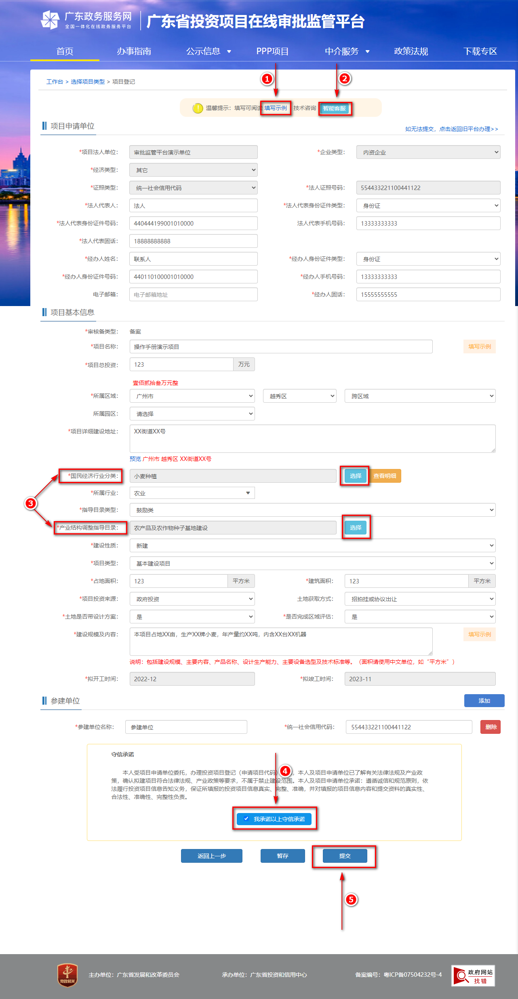 广东政务服务网
全国一体化在线政务服务平台
广东省投资项目在线审批监管平台
首页 办事指南 公示信息 PPP项目 中介服务 政策法规 下载专区
工作台 > 选择项目类型 > 项目登记
1 2
温馨提示：填写可阅读 填写示例 技术咨询 智能客服
项目申请单位
如无法提交，点击返回旧平台办理>>
*项目法人单位： 审批监管平台演示单位 *企业类型： 内资企业
*经济类型： 其它
*证照类型： 统一社会信用代码 *法人证照号码： 554433221100441122
*法人代表人： 法人 *法人代表身份证件类型： 身份证
*法人代表身份证件号码： 440444199001010000 法人代表手机号码： 13333333333
*法人代表固话： 18888888888
*经办人姓名： 联系人 *经办人身份证件类型： 身份证
*经办人身份证件号码： 440110100001010000 *经办人手机号码： 13333333333
电子邮箱： 电子邮箱地址 *经办人固话： 15555555555
项目基本信息
*审核备类型： 备案
*项目名称： 操作手册演示项目 填写示例
*项目总投资： 123 万元
壹佰贰拾叁万元整
*所属区域： 广州市 越秀区 跨区域
所属园区： 请选择
*项目详细建设地址： XX街道XX号
预览 广州市 越秀区 XX街道XX号
*国民经济行业分类： 小麦种植 选择 查看明细
*所属行业： 农业
3
*指导目录类型： 鼓励类
*产业结构调整指导目录： 农产品及农作物种子基地建设 选择
*建设性质： 新建
*项目类型： 基本建设项目
*占地面积： 123 平方米 *建筑面积： 123 平方米
*项目投资来源： 政府投资 土地获取方式： 招拍挂或协议出让
*土地是否带设计方案： 是 *是否完成区域评估： 是
*建设规模及内容： 本项目占地XX亩，生产XX牌小麦，年产量约XX吨，内含XX台XX机器 填写示例
说明：包括建设规模、主要内容、产品名称、设计生产能力、主要设备选型及技术标准等。（面积请使用中文单位，如“平方米”）
*拟开工时间： 2022-12 *拟竣工时间： 2023-11
参建单位 添加
*参建单位名称： 参建单位 *统一社会信用代码： 554433221100441122 删除
守信承诺
4
本人受项目申请单位委托，办理投资项目登记（申请项目代码） ，本人及项目申请单位已了解有关法律法规及产业政
策，确认拟建项目符合法律法规、产业政策等要求，不属于禁止建设范围。本人及项目申请单位承诺：遵循诚信和规范原则，依
法履行投资项目信息告知义务，保证所填报的投资项目信息真实、完整、准确，并对填报的项目信息内容和提交资料的真实性、
合法性、准确性、完整性负责。
我承诺以上守信承诺
返回上一步 暂存 提交
5
党政机关 主办单位：广东省发展和改革委员会 承办单位：广东省投资和信用中心 备案编号：粤ICP备07504232号-4 政府网站
找错